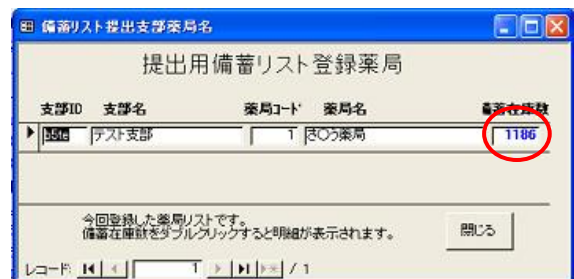 備蓄リスト提出支部薬局名
提出用備蓄リスト登録薬局
支部ID 支部名 薬局コード 薬局名 備蓄在庫数
テスト支部 1 さ○う薬局 1186
今回登録した薬局リストです。
備蓄在庫数をダブルクリックすると明細が表示されます。
閉じる
レコード: 1 / 1